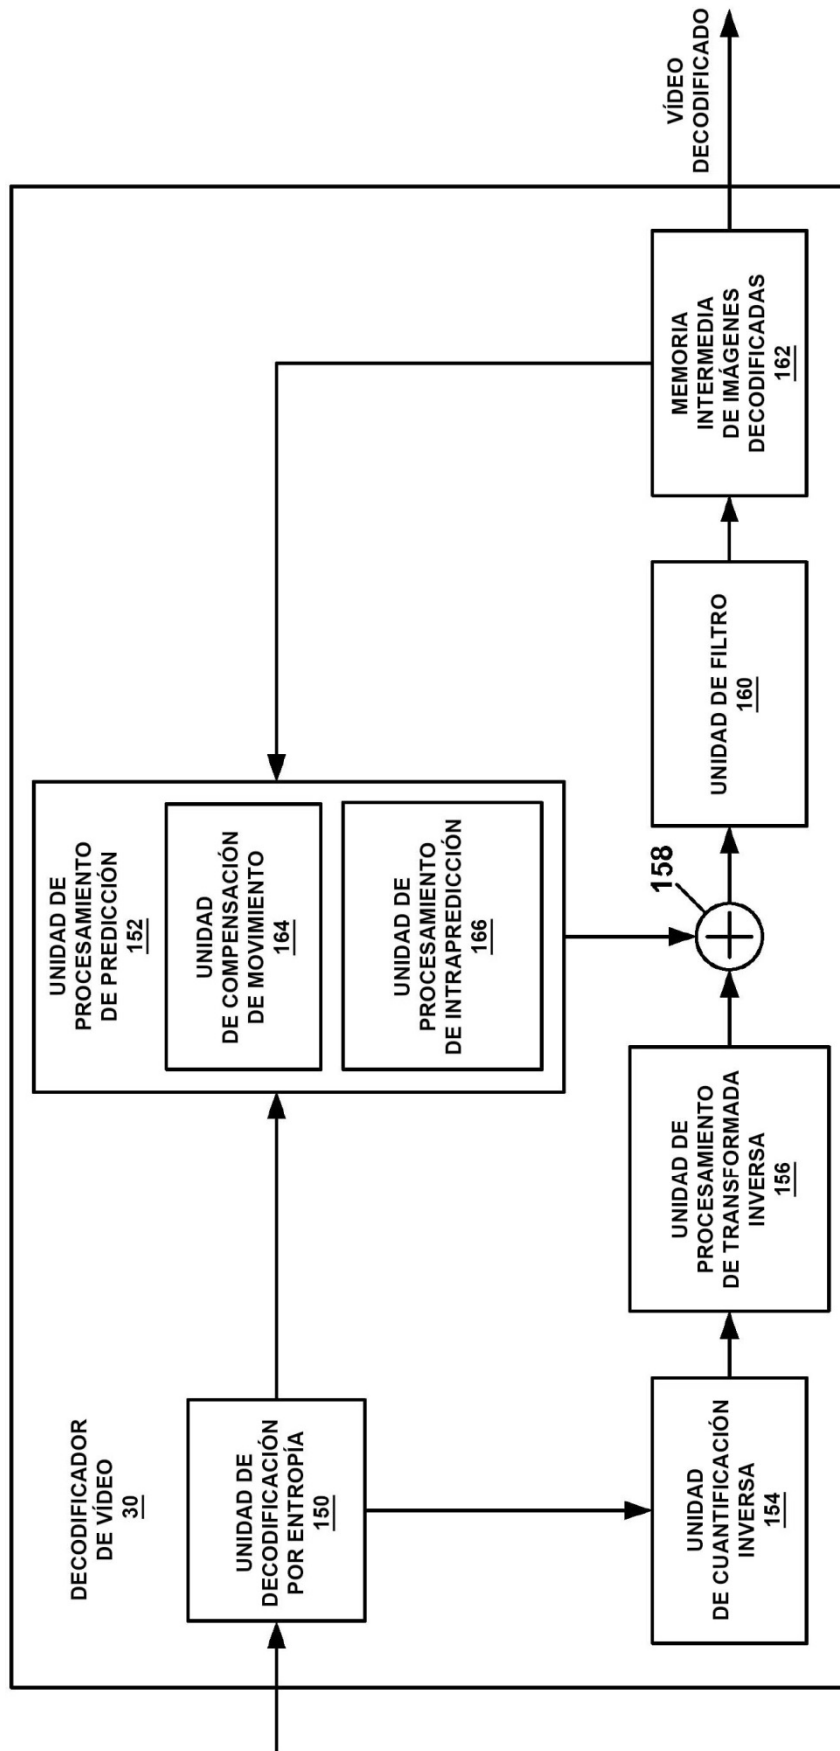 DECODIFICADOR
DE VÍDEO
30
UNIDAD DE
DECODIFICACIÓN
POR ENTROPÍA
150
UNIDAD DE
PROCESAMIENTO
DE PREDICCIÓN
152
UNIDAD
DE COMPENSACIÓN
DE MOVIMIENTO
164
UNIDAD DE
PROCESAMIENTO
DE INTRAPREDICCIÓN
166
UNIDAD
DE CUANTIFICACIÓN
INVERSA
154
UNIDAD DE
PROCESAMIENTO
DE TRANSFORMADA
INVERSA
156
158
UNIDAD DE FILTRO
160
MEMORIA
INTERMEDIA
DE IMÁGENES
DECODIFICADAS
162
VÍDEO
DECODIFICADO